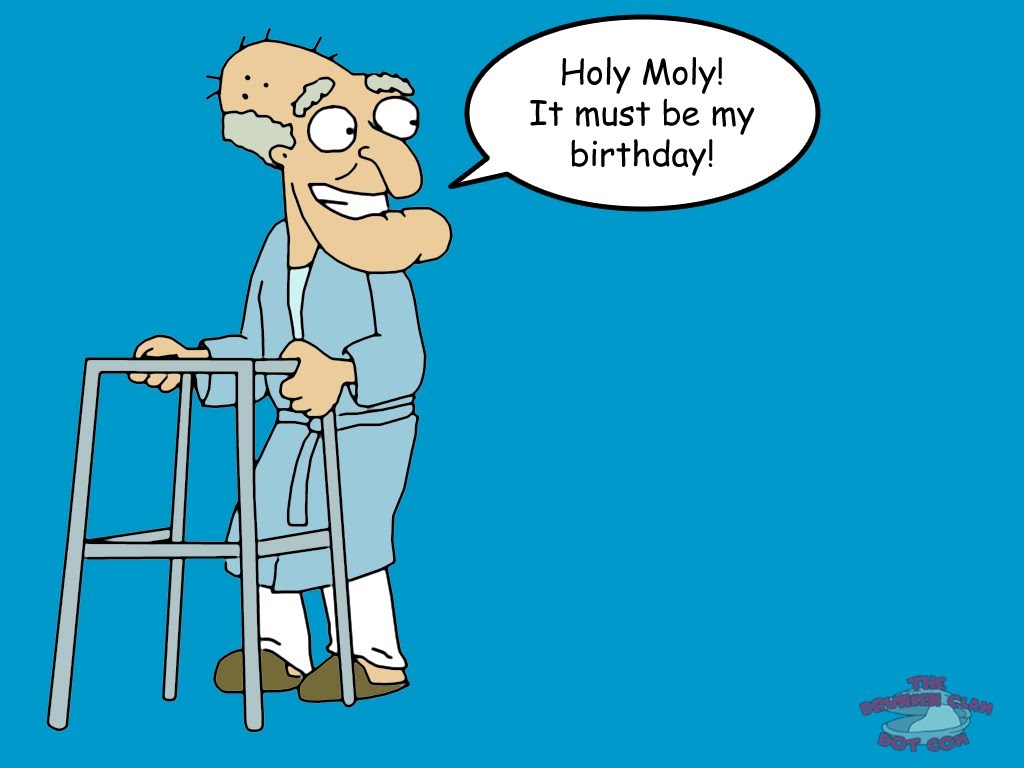 Holy Moly!
It must be my
birthday!
THE
DRUNKEN CLAM
DOT COM